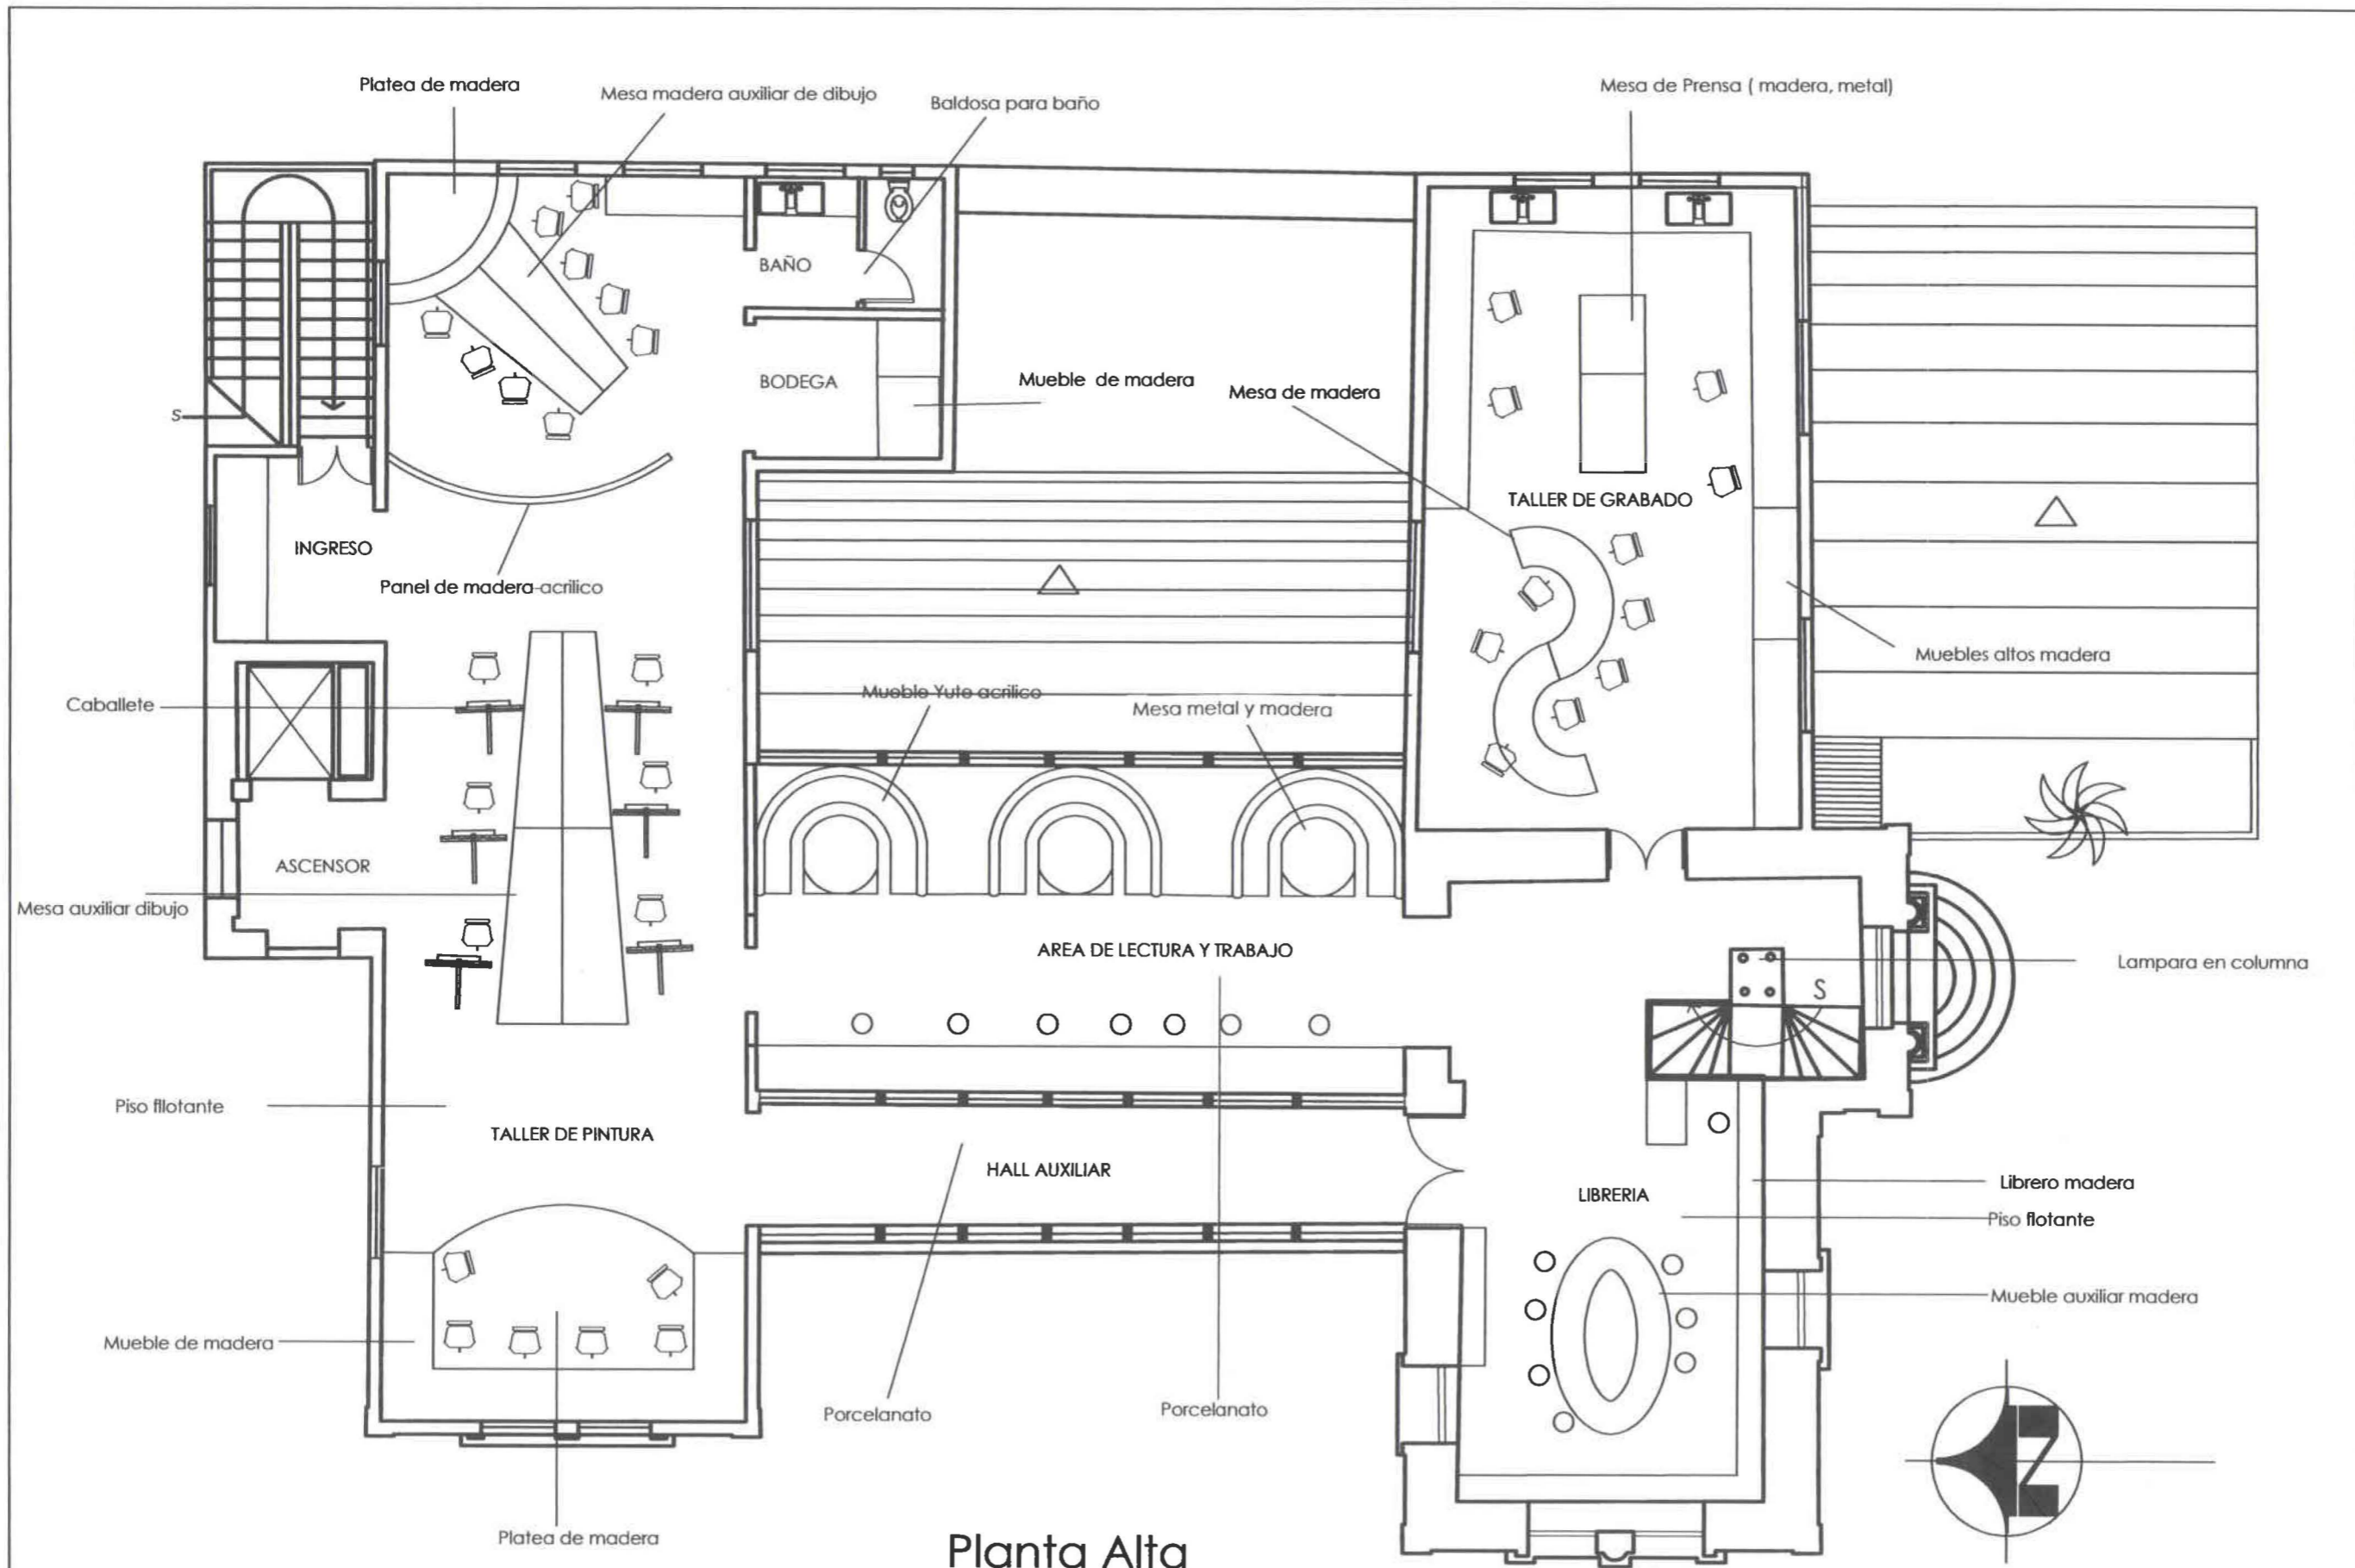 Platea de madera
Mesa madera auxiliar de dibujo
Baldosa para baño
Mesa de Prensa ( madera, metal)
BAÑO
BODEGA
Mueble de madera
Mesa de madera
S
TALLER DE GRABADO
INGRESO
Panel de madera-acrilico
Muebles altos madera
Caballete
Mueble Yute acrilico
Mesa metal y madera
ASCENSOR
Mesa auxiliar dibujo
AREA DE LECTURA Y TRABAJO
Lampara en columna
S
Piso fllotante
TALLER DE PINTURA
HALL AUXILIAR
LIBRERIA
Librero madera
Piso flotante
Mueble auxiliar madera
Mueble de madera
Porcelanato
Porcelanato
N
Platea de madera
Planta Alta